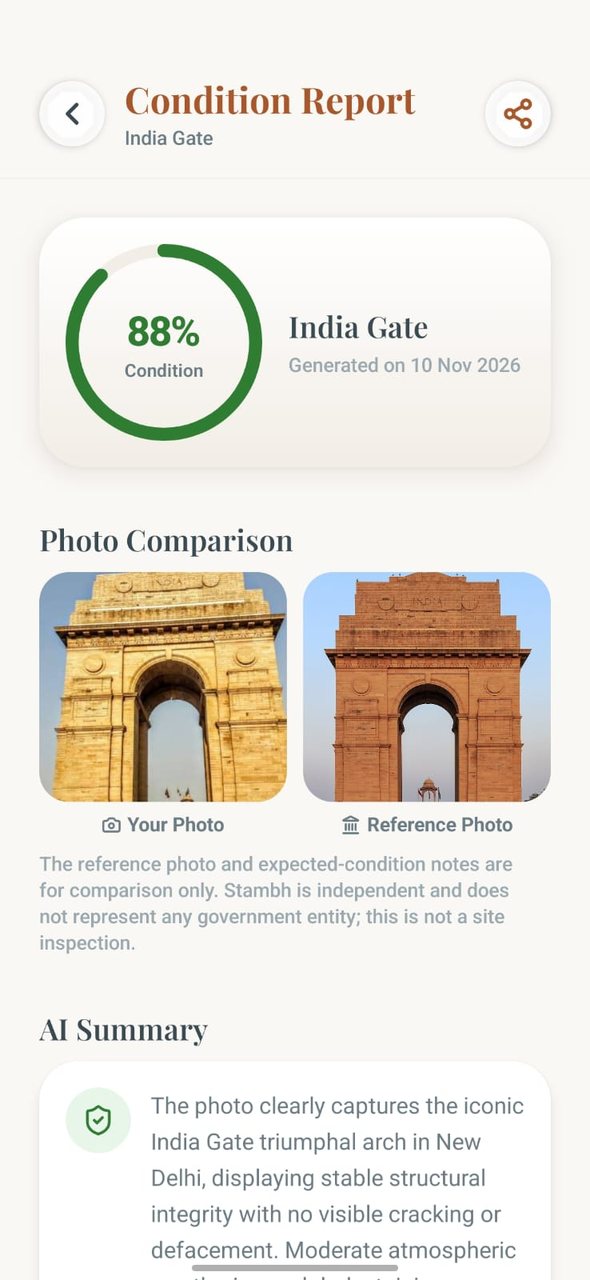 Condition Report
India Gate
88%
Condition
India Gate
Generated on 10 Nov 2026
Photo Comparison
INDIA
INDIA
Your Photo
Reference Photo
The reference photo and expected-condition notes are
for comparison only. Stambh is independent and does
not represent any government entity; this is not a site
inspection.
AI Summary
The photo clearly captures the iconic
India Gate triumphal arch in New
Delhi, displaying stable structural
integrity with no visible cracking or
defacement. Moderate atmospheric